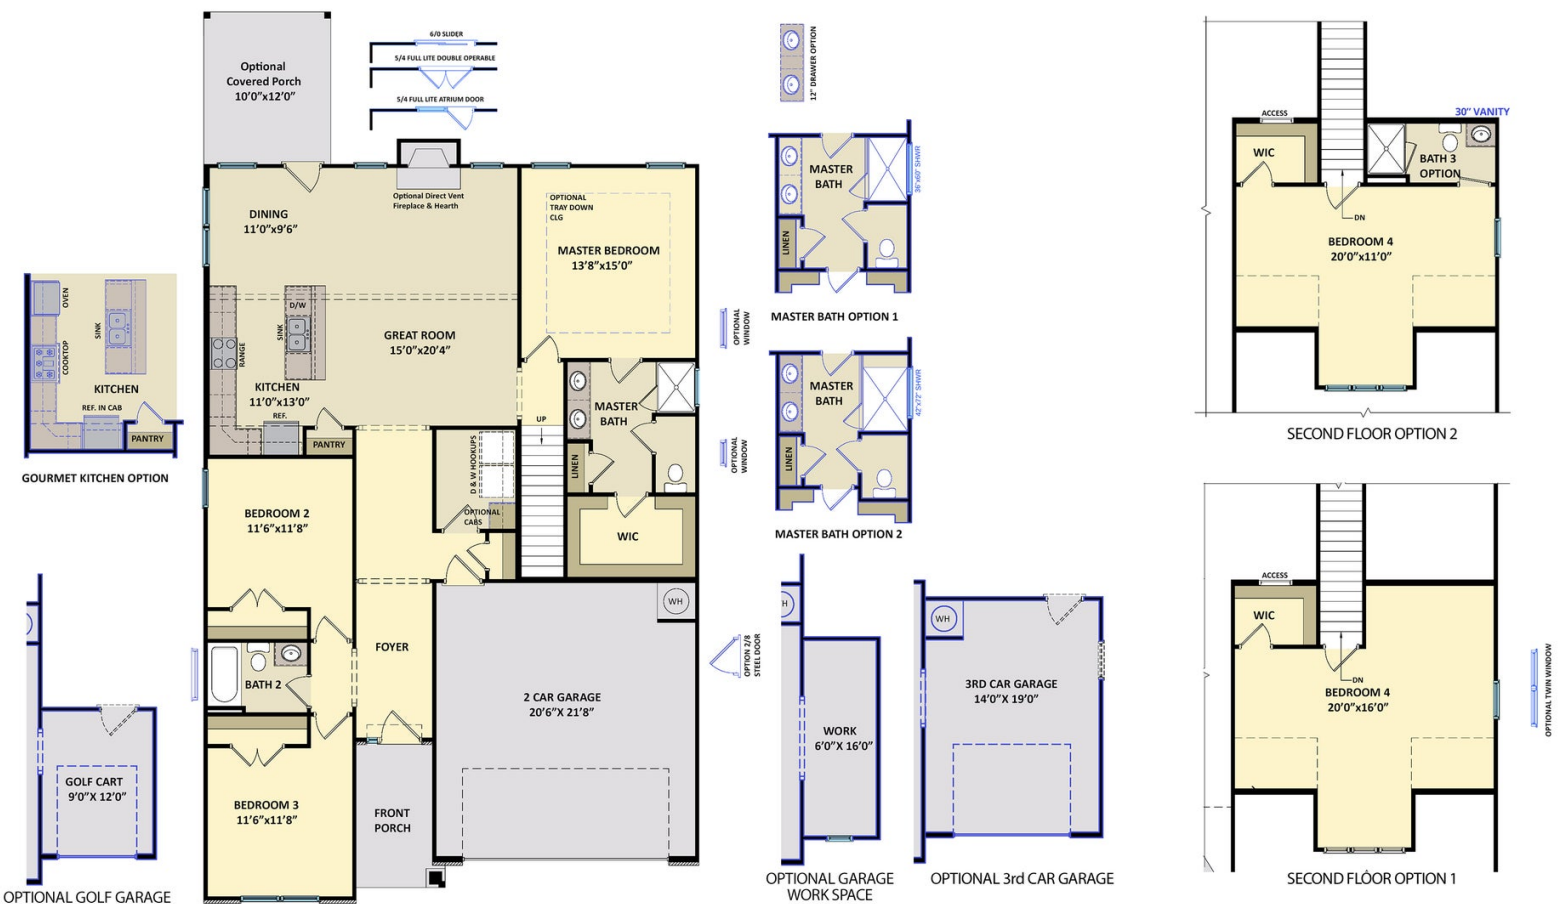 Optional
Covered Porch
10'0"x12'0"
6/0 SLIDER
5/4 FULL LITE DOUBLE OPERABLE
5/4 FULL LITE ATRIUM DOOR
Optional Direct Vent
Fireplace & Hearth
DINING
11'0"x9'6"
OPTIONAL
TRAY DOWN
CLG
MASTER BEDROOM
13'8"x15'0"
D/W
SINK
RANGE
GREAT ROOM
15'0"x20'4"
KITCHEN
11'0"x13'0"
REF.
PANTRY
UP
MASTER
BATH
LINEN
D & W HOOKUPS
OPTIONAL
CABS
WIC
BEDROOM 2
11'6"x11'8"
BATH 2
FOYER
WH
2 CAR GARAGE
20'6"X 21'8"
BEDROOM 3
11'6"x11'8"
FRONT
PORCH
OVEN
SINK
COOKTOP
KITCHEN
REF. IN CAB
PANTRY
GOURMET KITCHEN OPTION
GOLF CART
9'0"X 12'0"
OPTIONAL GOLF GARAGE
OPTIONAL
WINDOW
OPTIONAL
WINDOW
OPTION 2/8
STEEL DOOR
12" DRAWER OPTION
MASTER
BATH
36"x60" SHWR
LINEN
MASTER BATH OPTION 1
MASTER
BATH
42"x72" SHWR
LINEN
MASTER BATH OPTION 2
H
WORK
6'0"X 16'0"
OPTIONAL GARAGE
WORK SPACE
WH
3RD CAR GARAGE
14'0"X 19'0"
OPTIONAL 3rd CAR GARAGE
ACCESS
30" VANITY
WIC
BATH 3
OPTION
DN
BEDROOM 4
20'0"x11'0"
SECOND FLOOR OPTION 2
ACCESS
WIC
DN
BEDROOM 4
20'0"x16'0"
OPTIONAL TWIN WINDOW
SECOND FLOOR OPTION 1